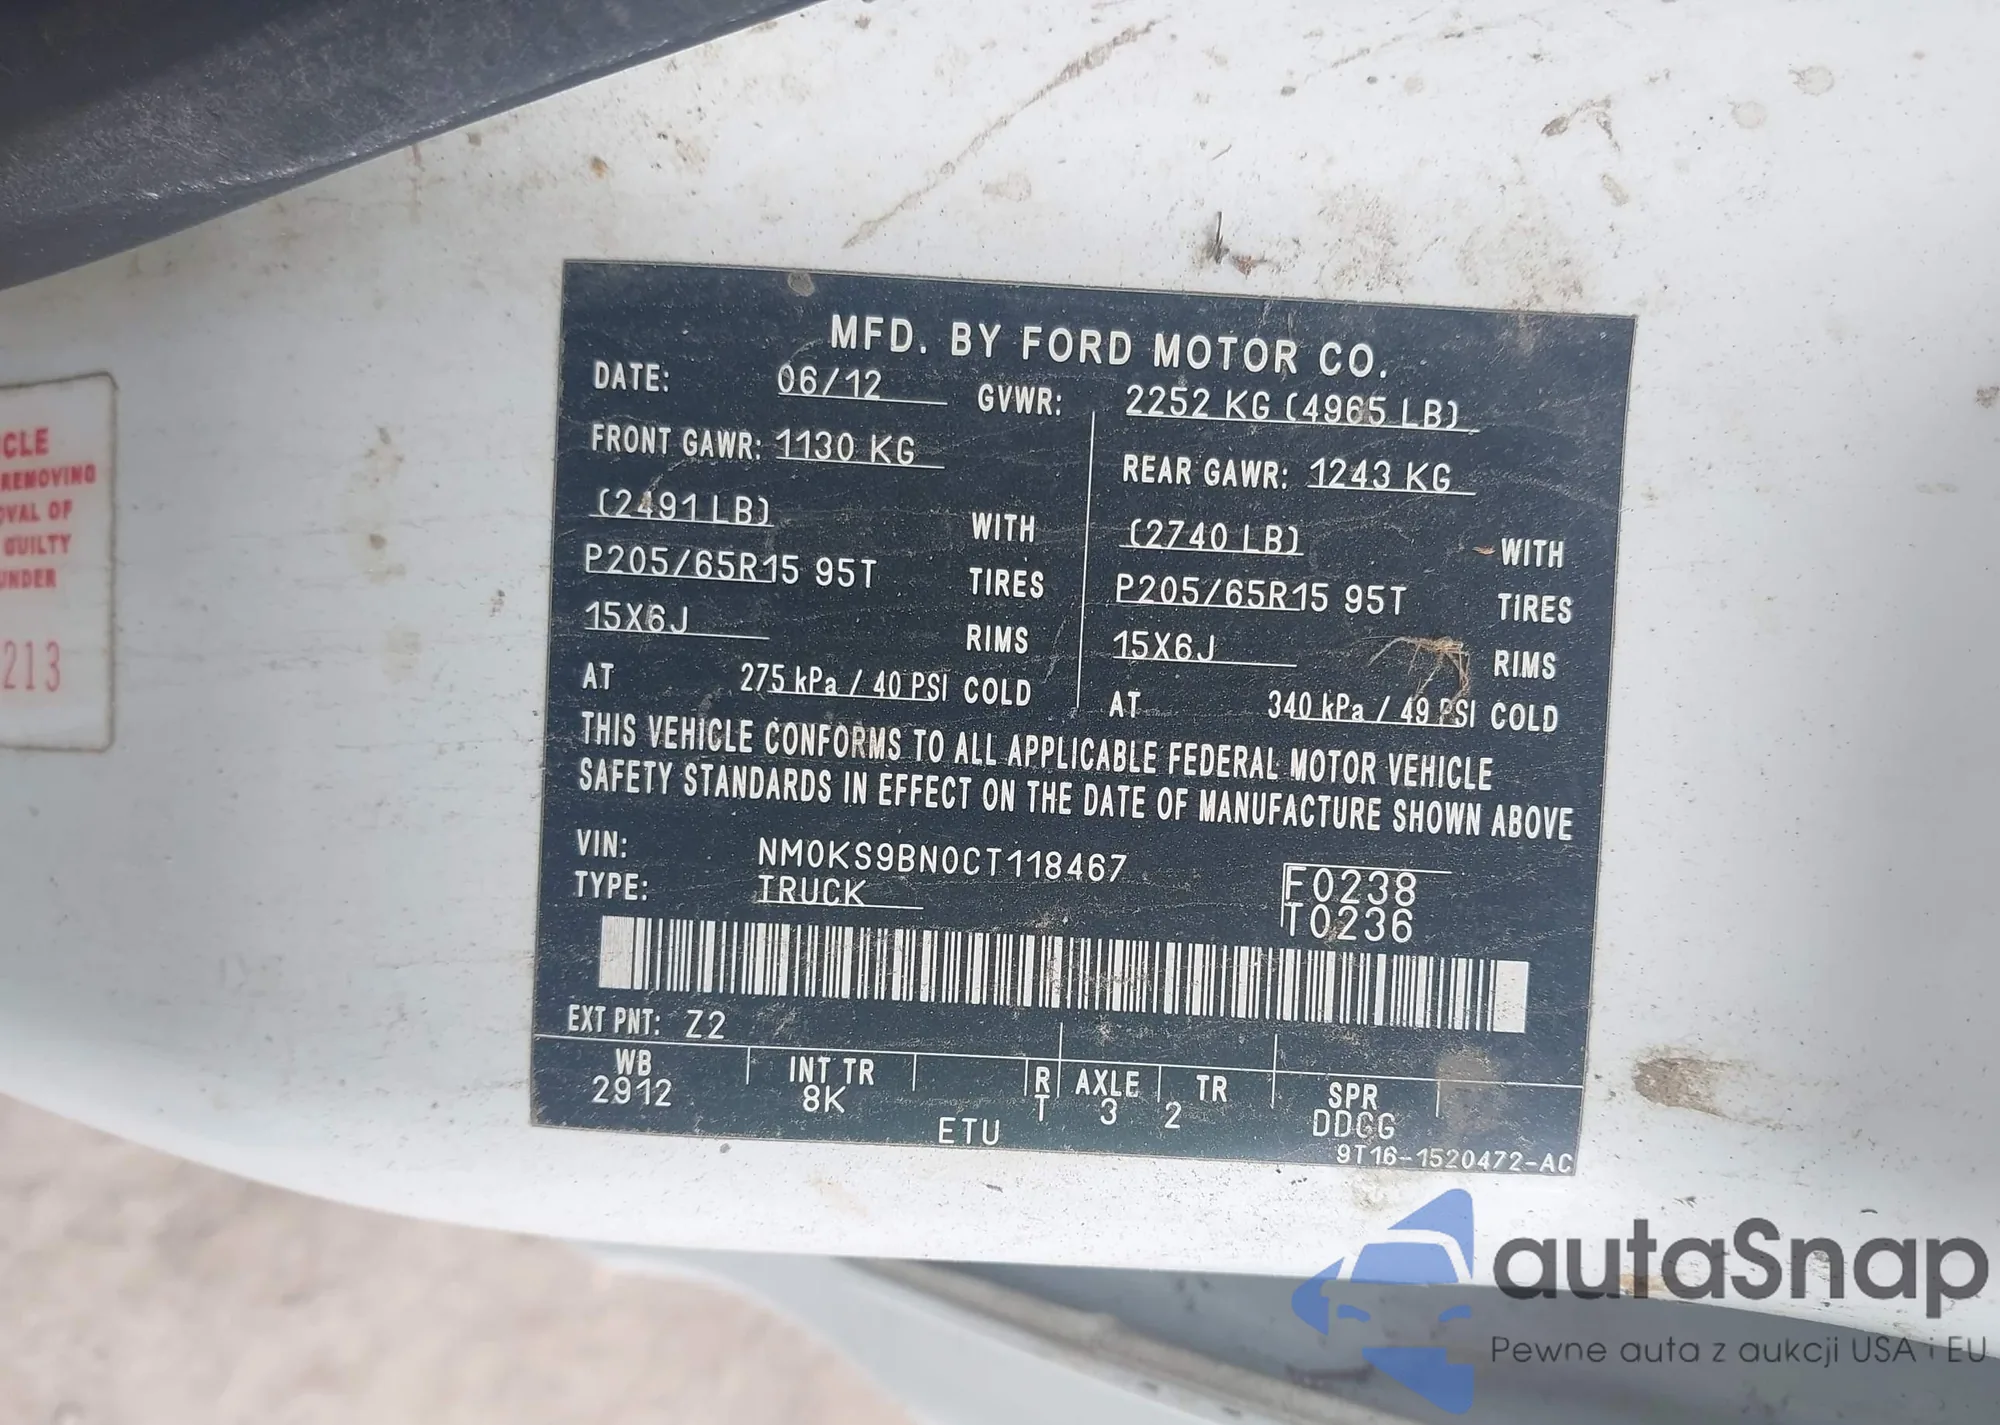 CLE
REMOVING
OVAL OF
GUILTY
UNDER
213
MFD. BY FORD MOTOR CO.
DATE: 06/12 GVWR: 2252 KG (4965 LB)
FRONT GAWR: 1130 KG REAR GAWR: 1243 KG
(2491 LB) WITH (2740 LB) WITH
P205/65R15 95T TIRES P205/65R15 95T TIRES
15X6J RIMS 15X6J RIMS
AT 275 kPa / 40 PSI COLD AT 340 kPa / 49 PSI COLD
THIS VEHICLE CONFORMS TO ALL APPLICABLE FEDERAL MOTOR VEHICLE
SAFETY STANDARDS IN EFFECT ON THE DATE OF MANUFACTURE SHOWN ABOVE
VIN: NM0KS9BN0CT118467 F0238
TYPE: TRUCK T0236
EXT PNT: Z2
WB INT TR R AXLE TR SPR
2912 8K T 3 2 DDCG
ETU
9T16-1520472-AC
autaSnap
Pewne auta z aukcji USA i EU